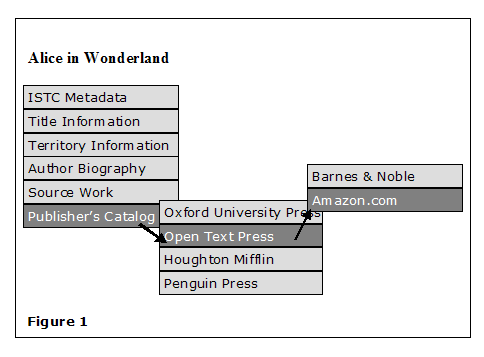 Alice in Wonderland
ISTC Metadata
Title Information
Territory Information
Author Biography
Source Work
Publisher's Catalog
Oxford University Press
Open Text Press
Houghton Mifflin
Penguin Press
Barnes & Noble
Amazon.com
Figure 1